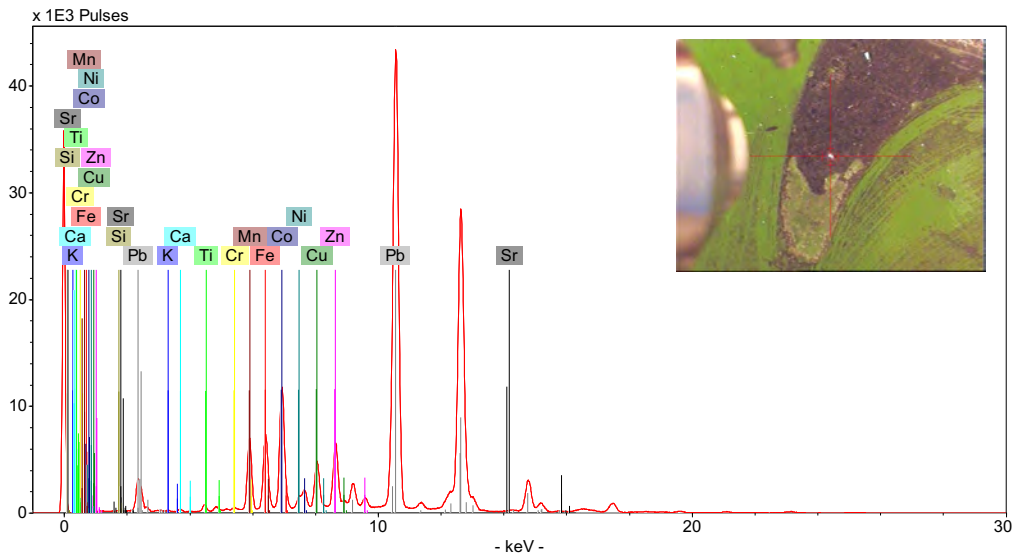 x 1E3 Pulses
Mn
Ni
Co
Sr
Ti
Si Zn
Cu
Cr
Fe Sr Ni
Ca Si Ca Mn Co Zn
K Pb K Ti Cr Fe Cu Pb Sr
40
30
20
10
0
0 10 20 30
- keV -